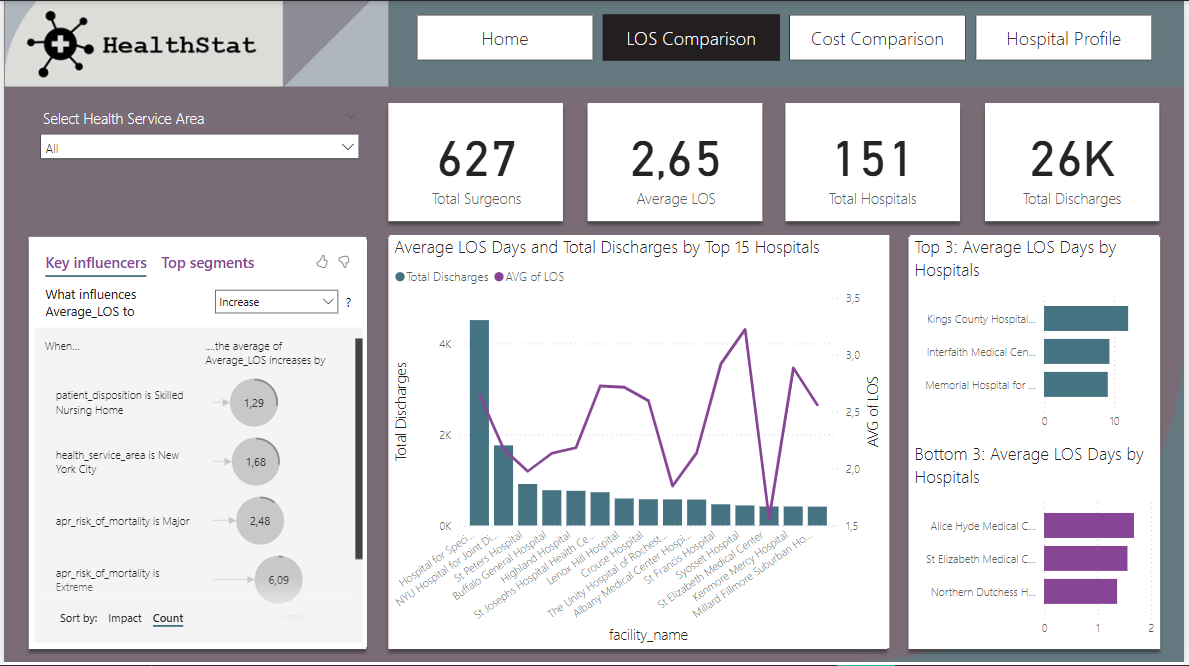 HealthStat
Home
LOS Comparison
Cost Comparison
Hospital Profile
Select Health Service Area
All
627
Total Surgeons
2,65
Average LOS
151
Total Hospitals
26K
Total Discharges
Key influencers
Top segments
What influences
Average_LOS to
Increase
?
When...
....the average of
Average_LOS increases by
patient_disposition is Skilled
Nursing Home
1,29
health_service_area is New
York City
1,68
apr_risk_of_mortality is Major
2,48
apr_risk_of_mortality is
Extreme
6,09
Sort by:
Impact
Count
Average LOS Days and Total Discharges by Top 15 Hospitals
Total Discharges
AVG of LOS
Total Discharges
4K
2K
0K
3,5
3,0
2,5
2,0
1,5
AVG of LOS
Hospital for Speci...
NYU Hospital for Joint Di...
St Peters Hospital
Buffalo General Hospital
Highland Hospital
St Josephs Hospital Health Ce...
Lenox Hill Hospital
Crouse Hospital
The Unity Hospital of Rochest...
Albany Medical Center Hospi...
St Francis Hospital
Syosset Hospital
St Elizabeth Medical Center
Kenmore Mercy Hospital
Millard Fillmore Suburban Ho...
facility_name
Top 3: Average LOS Days by
Hospitals
Kings County Hospital...
Interfaith Medical Cen...
Memorial Hospital for ...
0
10
Bottom 3: Average LOS Days by
Hospitals
Alice Hyde Medical C...
St Elizabeth Medical C...
Northern Dutchess H...
0
1
2